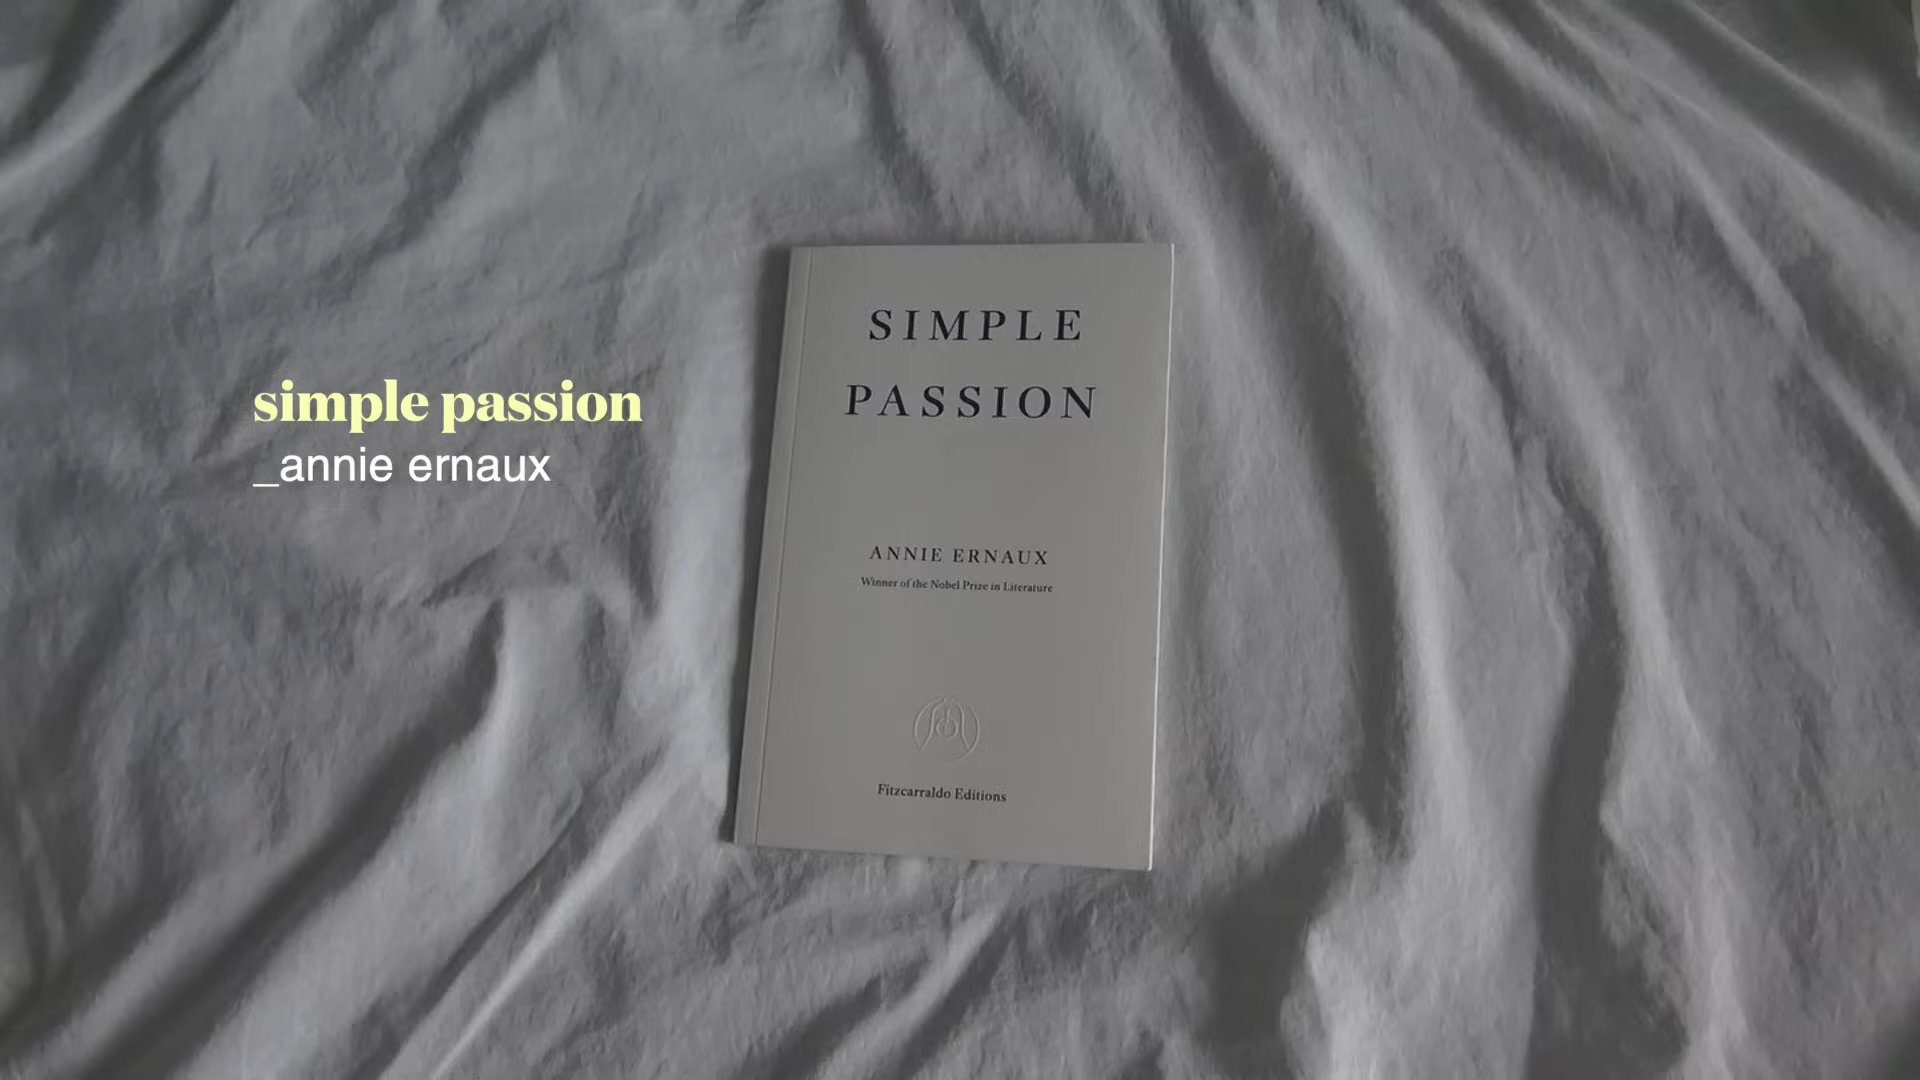 simple passion
_annie ernaux
SIMPLE
PASSION
ANNIE ERNAUX
Winner of the Nobel Prize in Literature
Fitzcarraldo Editions